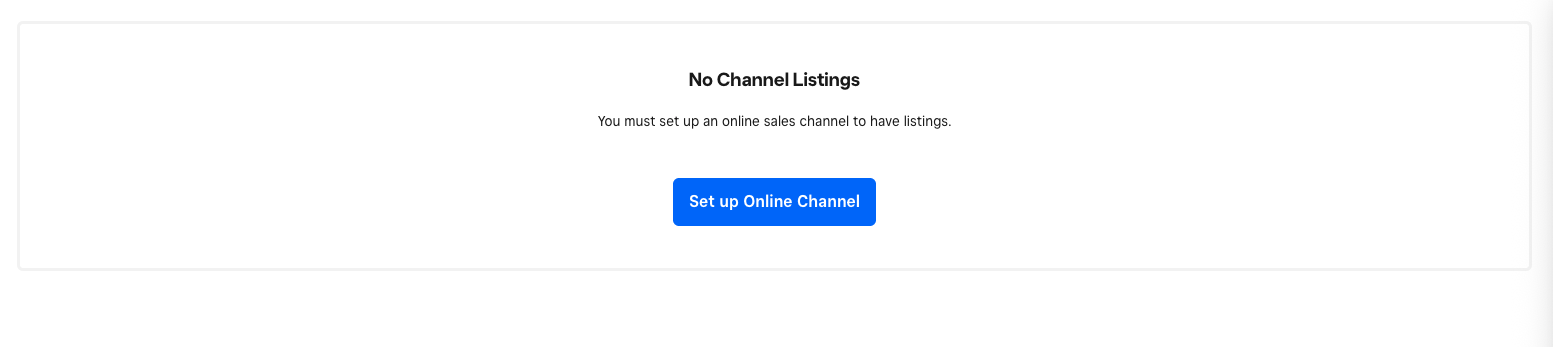 No Channel Listings
You must set up an online sales channel to have listings.
Set up Online Channel